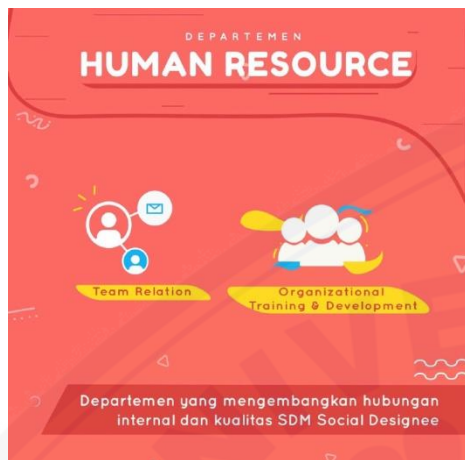 DEPARTEMEN
HUMAN RESOURCE
Team Relation
Organizational
Training & Development
Departemen yang mengembangkan hubungan
internal dan kualitas SDM Social Designee